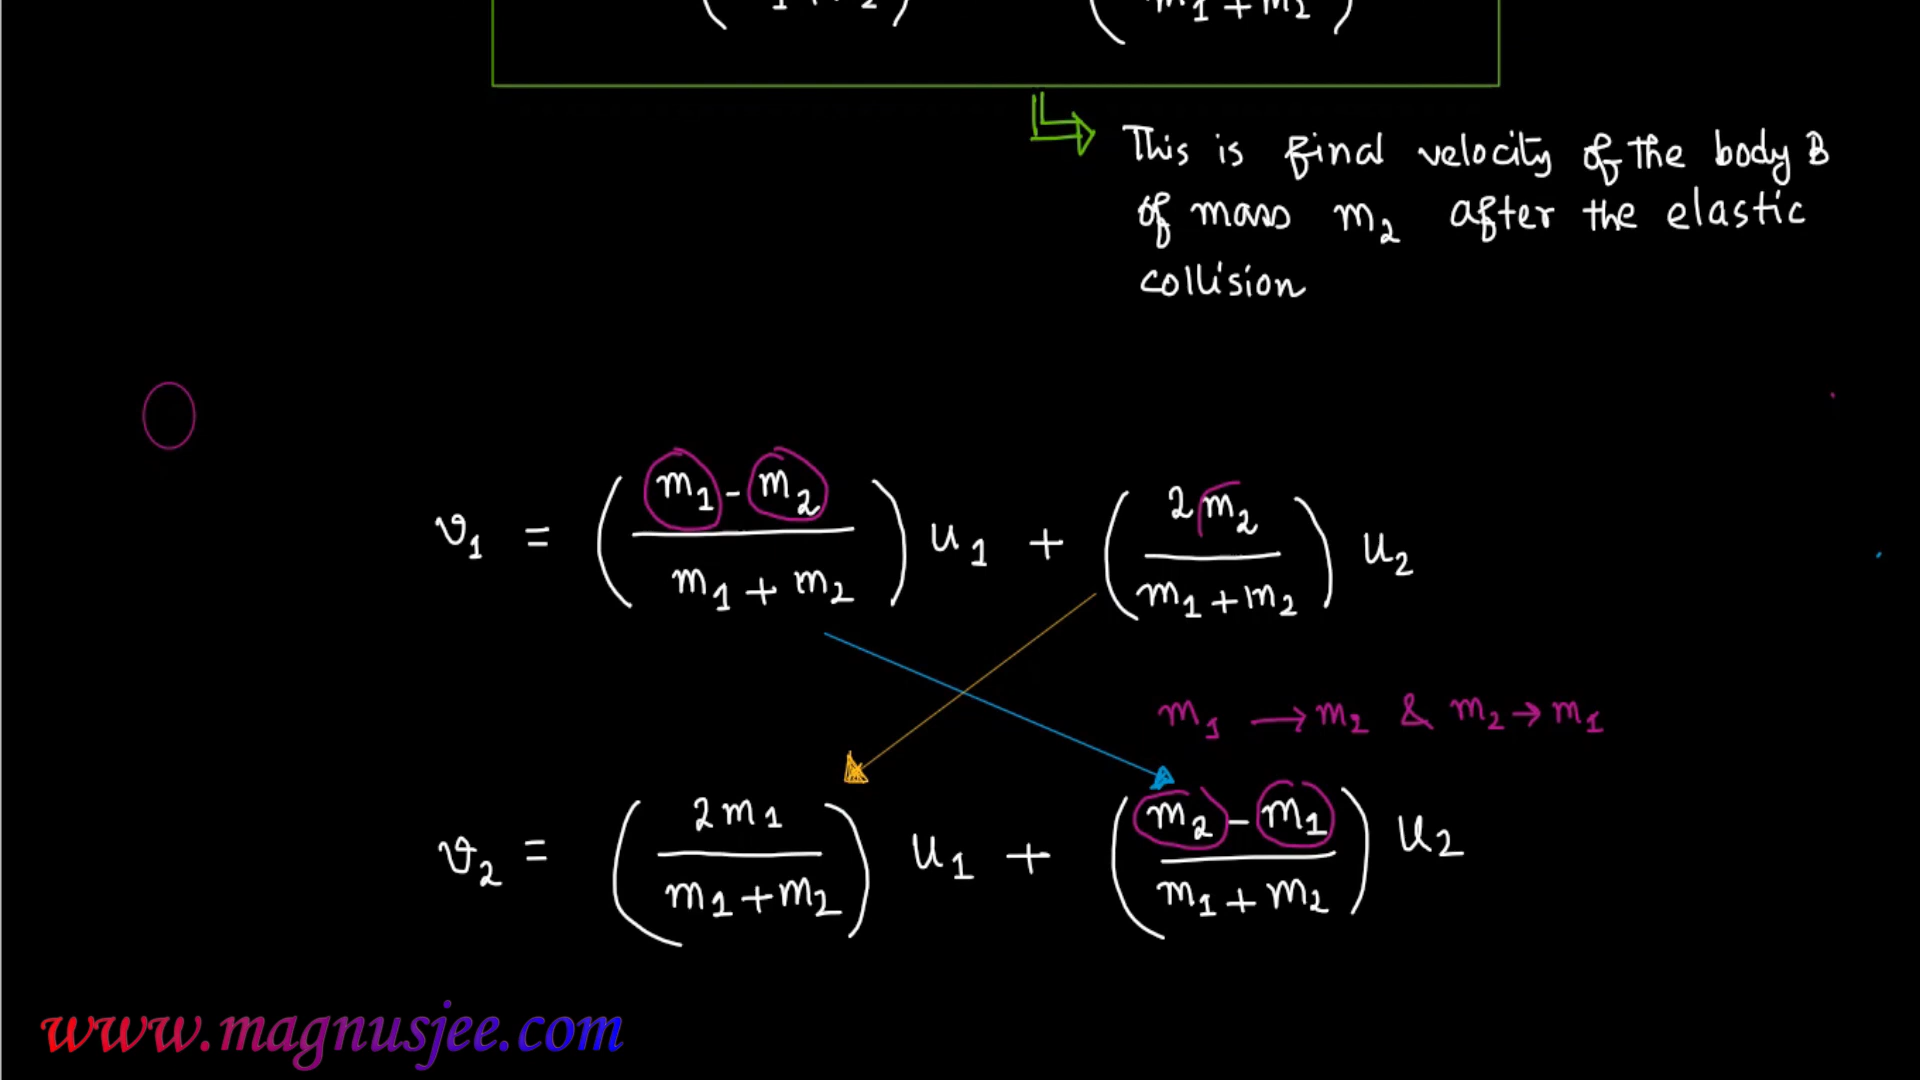 m₁ + m₂
This is final velocity of the body B
of mass m₂ after the elastic
collision
v₁ = ( (m₁ - m₂) / (m₁ + m₂) ) u₁ + ( 2m₂ / (m₁ + m₂) ) u₂
m₁ → m₂ & m₂ → m₁
v₂ = ( 2m₁ / (m₁ + m₂) ) u₁ + ( (m₂ - m₁) / (m₁ + m₂) ) u₂
www.magnusjee.com